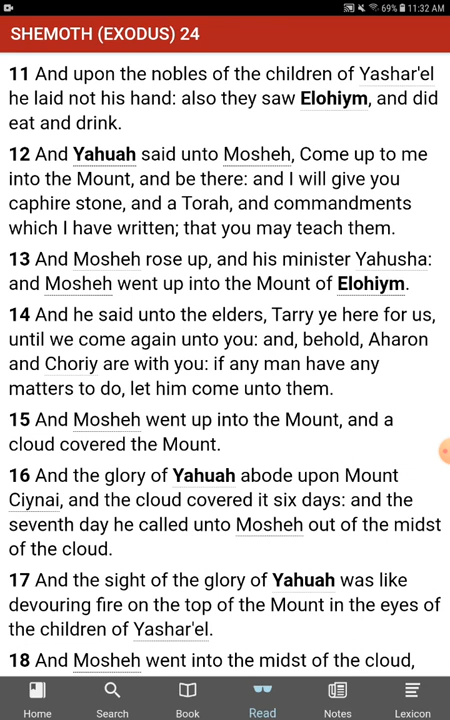 69% 11:32 AM
SHEMOTH (EXODUS) 24
11 And upon the nobles of the children of Yashar'el
he laid not his hand: also they saw Elohiym, and did
eat and drink.
12 And Yahuah said unto Mosheh, Come up to me
into the Mount, and be there: and I will give you
caphire stone, and a Torah, and commandments
which I have written; that you may teach them.
13 And Mosheh rose up, and his minister Yahusha:
and Mosheh went up into the Mount of Elohiym.
14 And he said unto the elders, Tarry ye here for us,
until we come again unto you: and, behold, Aharon
and Choriy are with you: if any man have any
matters to do, let him come unto them.
15 And Mosheh went up into the Mount, and a
cloud covered the Mount.
16 And the glory of Yahuah abode upon Mount
Ciynai, and the cloud covered it six days: and the
seventh day he called unto Mosheh out of the midst
of the cloud.
17 And the sight of the glory of Yahuah was like
devouring fire on the top of the Mount in the eyes of
the children of Yashar'el.
18 And Mosheh went into the midst of the cloud,
Home Search Book Read Notes Lexicon